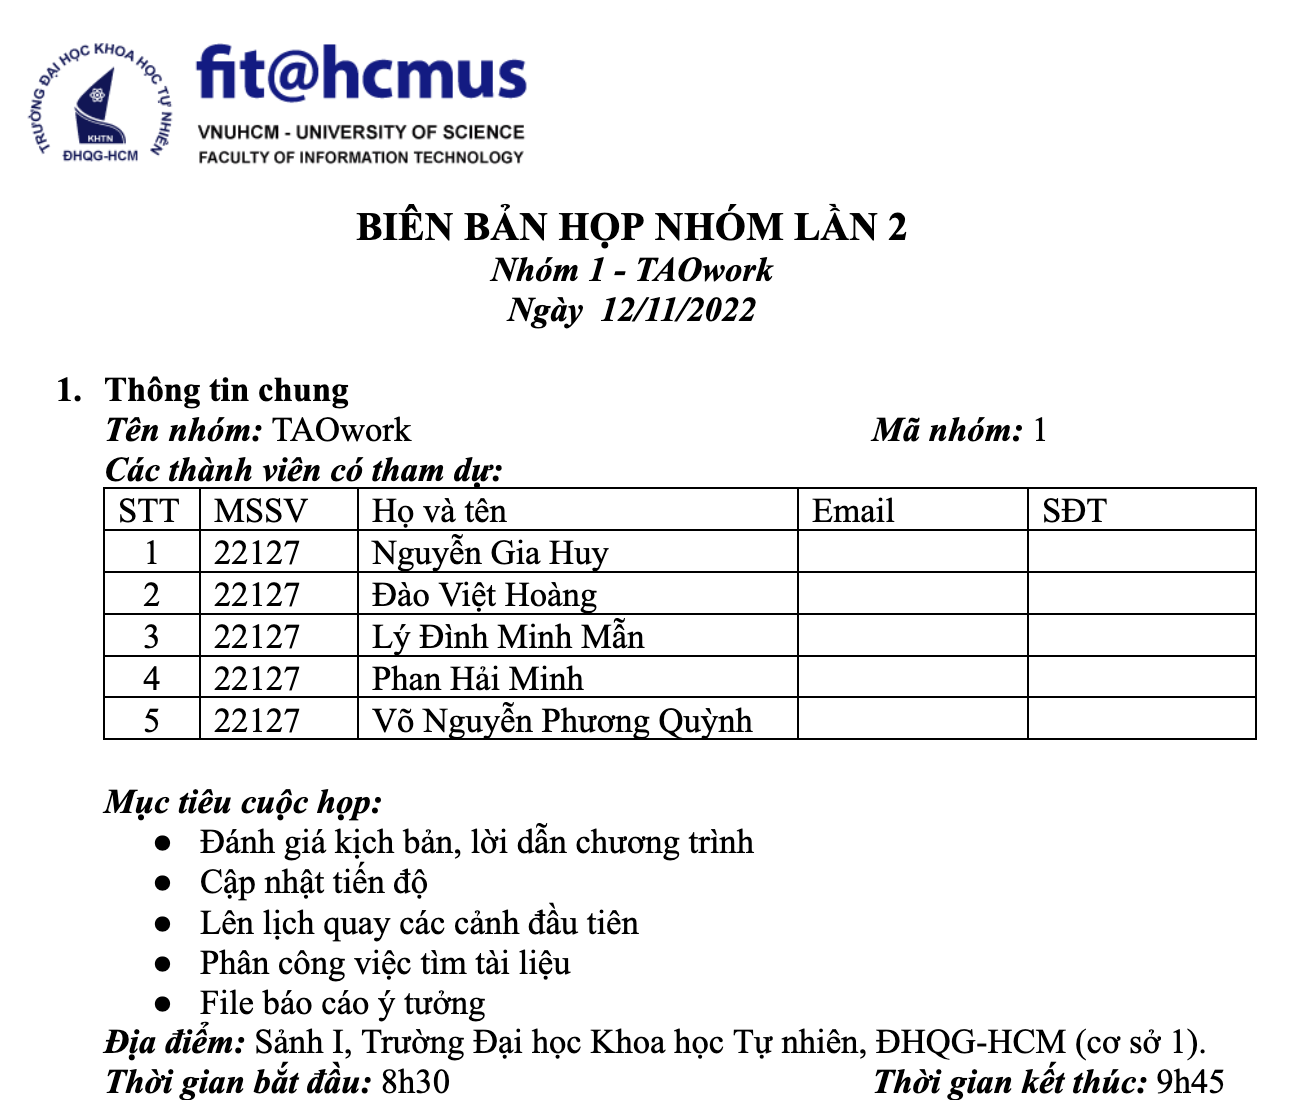 TRƯỜNG ĐẠI HỌC KHOA HỌC TỰ NHIÊN
KHTN
ĐHQG-HCM
fit@hcmus
VNUHCM - UNIVERSITY OF SCIENCE
FACULTY OF INFORMATION TECHNOLOGY
BIÊN BẢN HỌP NHÓM LẦN 2
Nhóm 1 - TAOwork
Ngày 12/11/2022
1. Thông tin chung
Tên nhóm: TAOwork Mã nhóm: 1
Các thành viên có tham dự:
STT MSSV Họ và tên Email SĐT
1 22127 Nguyễn Gia Huy
2 22127 Đào Việt Hoàng
3 22127 Lý Đình Minh Mẫn
4 22127 Phan Hải Minh
5 22127 Võ Nguyễn Phương Quỳnh
Mục tiêu cuộc họp:
● Đánh giá kịch bản, lời dẫn chương trình
● Cập nhật tiến độ
● Lên lịch quay các cảnh đầu tiên
● Phân công việc tìm tài liệu
● File báo cáo ý tưởng
Địa điểm: Sảnh I, Trường Đại học Khoa học Tự nhiên, ĐHQG-HCM (cơ sở 1).
Thời gian bắt đầu: 8h30 Thời gian kết thúc: 9h45